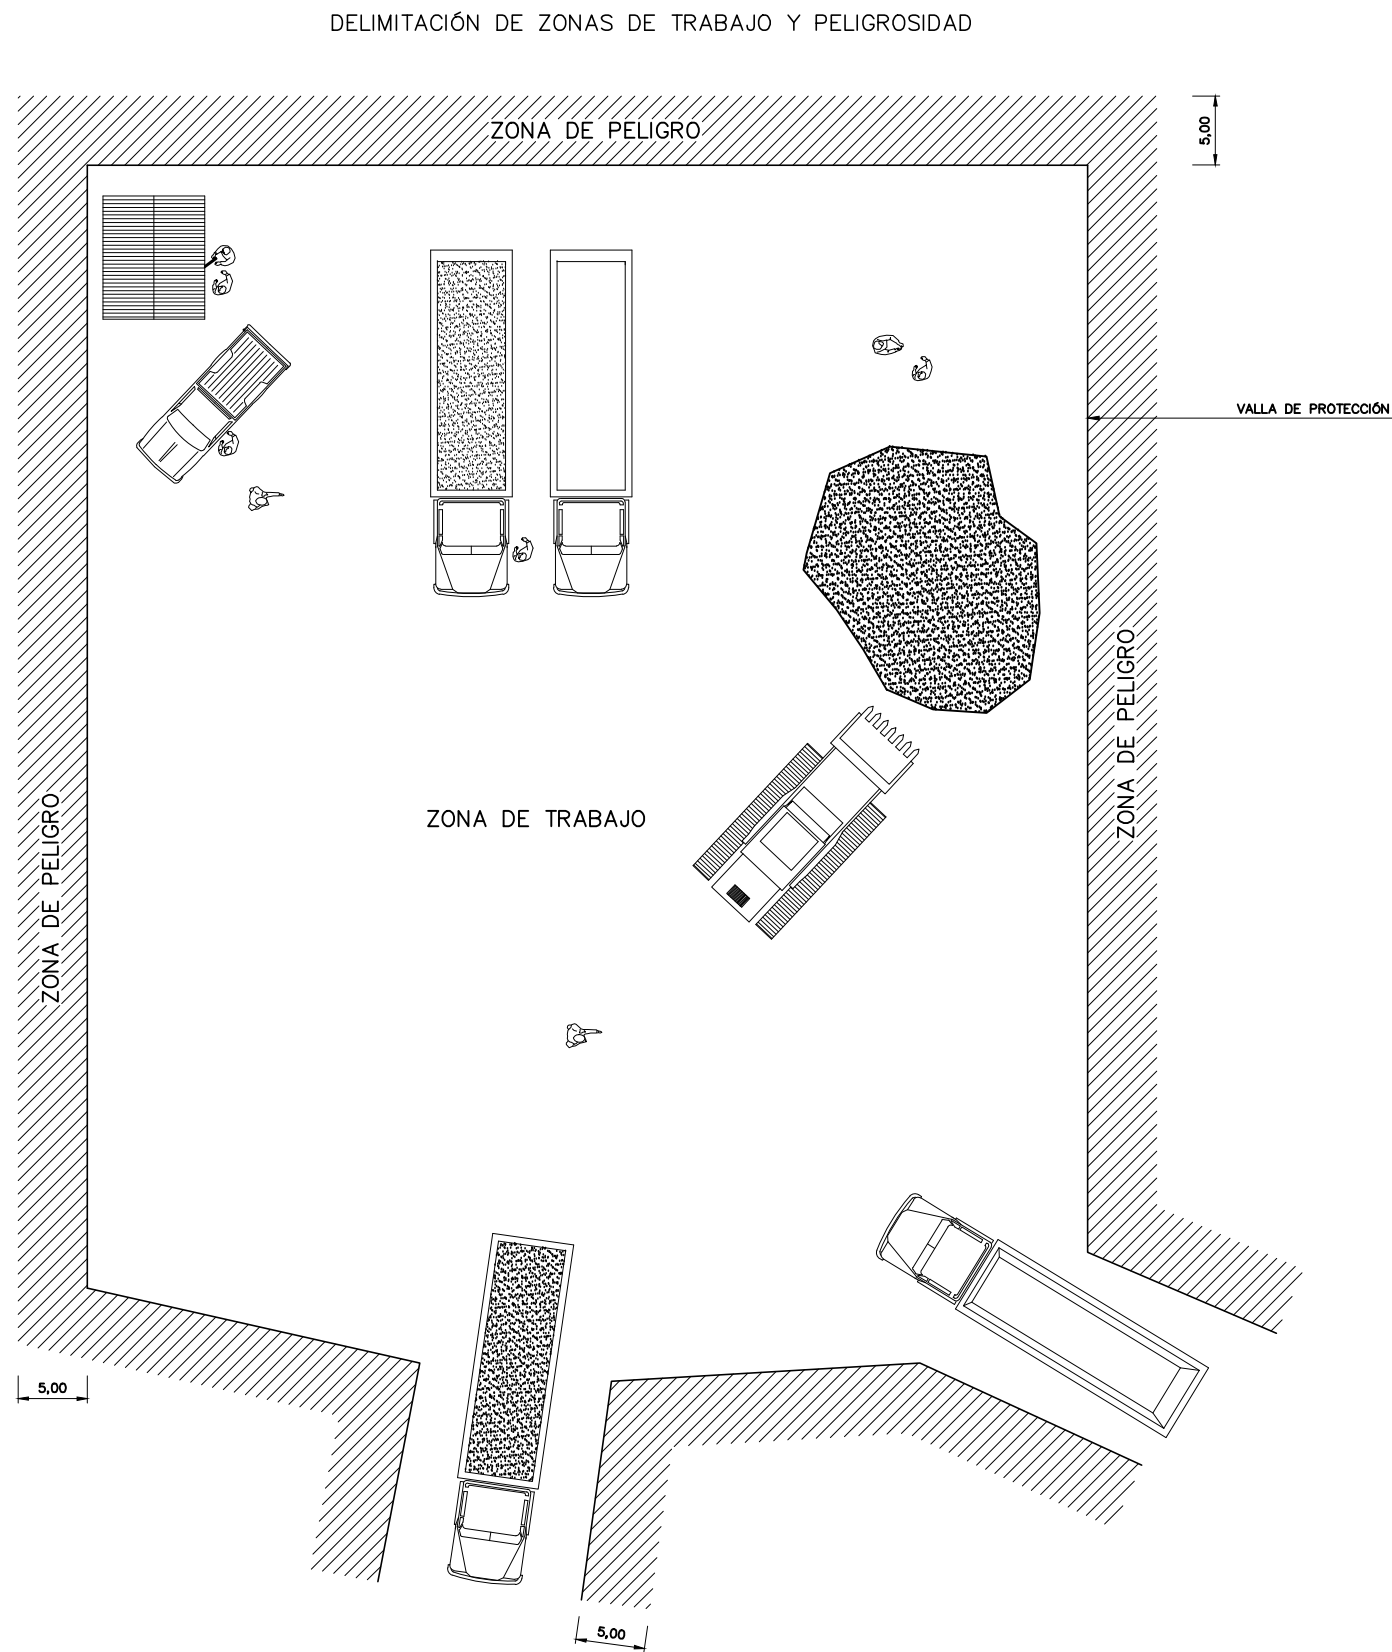 DELIMITACIÓN DE ZONAS DE TRABAJO Y PELIGROSIDAD
ZONA DE PELIGRO
5,00
VALLA DE PROTECCIÓN
ZONA DE PELIGRO
ZONA DE PELIGRO
ZONA DE TRABAJO
5,00
5,00